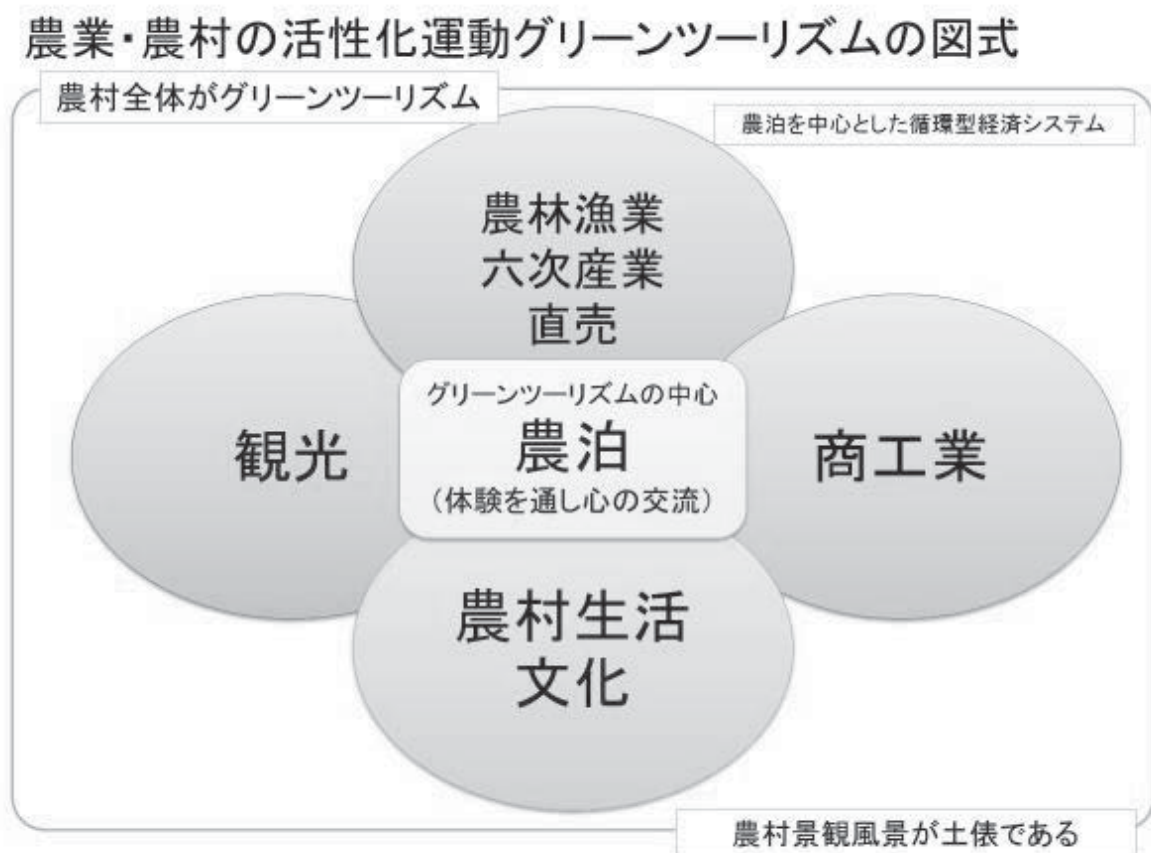 農業・農村の活性化運動グリーンツーリズムの図式
農村全体がグリーンツーリズム
農泊を中心とした循環型経済システム
農林漁業
六次産業
直売
観光
グリーンツーリズムの中心
農泊
（体験を通し心の交流）
商工業
農村生活
文化
農村景観風景が土俵である